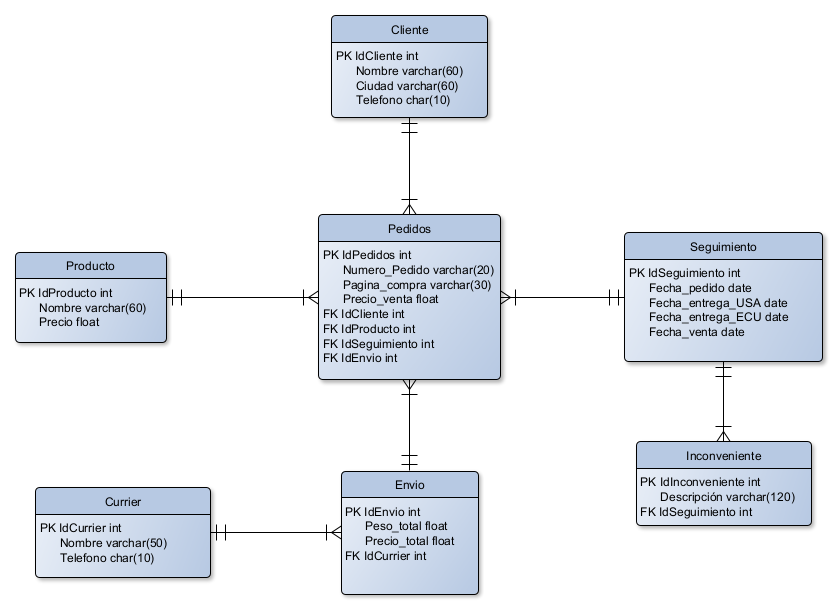 Cliente
PK IdCliente int
Nombre varchar(60)
Ciudad varchar(60)
Telefono char(10)
Pedidos
PK IdPedidos int
Numero_Pedido varchar(20)
Pagina_compra varchar(30)
Precio_venta float
FK IdCliente int
FK IdProducto int
FK IdSeguimiento int
FK IdEnvio int
Producto
PK IdProducto int
Nombre varchar(60)
Precio float
Seguimiento
PK IdSeguimiento int
Fecha_pedido date
Fecha_entrega_USA date
Fecha_entrega_ECU date
Fecha_venta date
Inconveniente
PK IdInconveniente int
Descripción varchar(120)
FK IdSeguimiento int
Envio
PK IdEnvio int
Peso_total float
Precio_total float
FK IdCurrier int
Currier
PK IdCurrier int
Nombre varchar(50)
Telefono char(10)